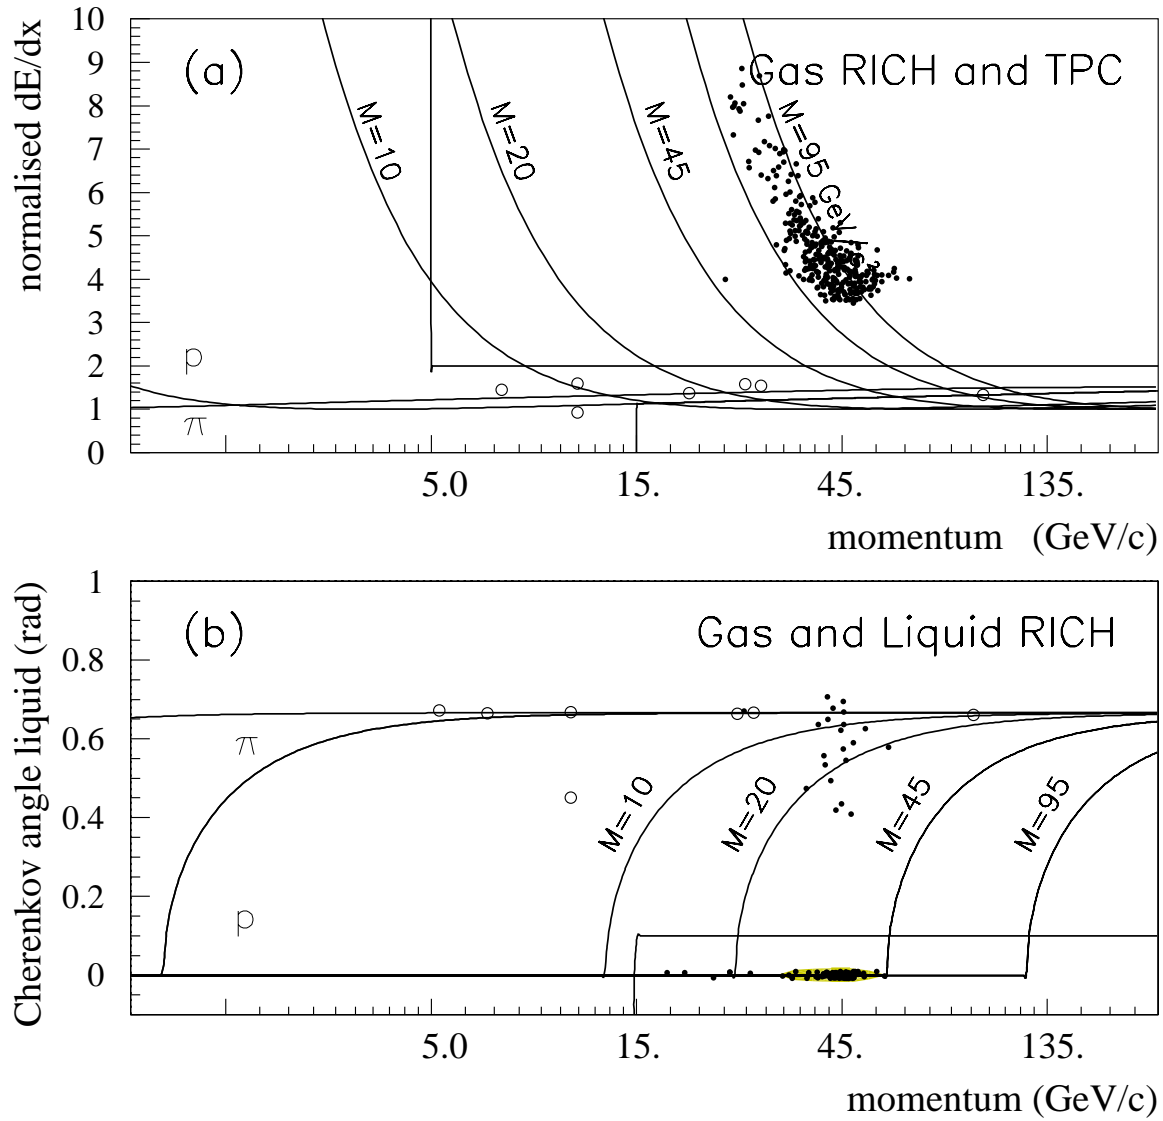 normalised dE/dx
10
9
8
7
6
5
4
3
2
1
0
(a)
Gas RICH and TPC
M=10
M=20
M=45
M=95 GeV
p
π
5.0
15.
45.
135.
momentum (GeV/c)
Cherenkov angle liquid (rad)
1
0.8
0.6
0.4
0.2
0
(b)
Gas and Liquid RICH
π
p
M=10
M=20
M=45
M=95
5.0
15.
45.
135.
momentum (GeV/c)